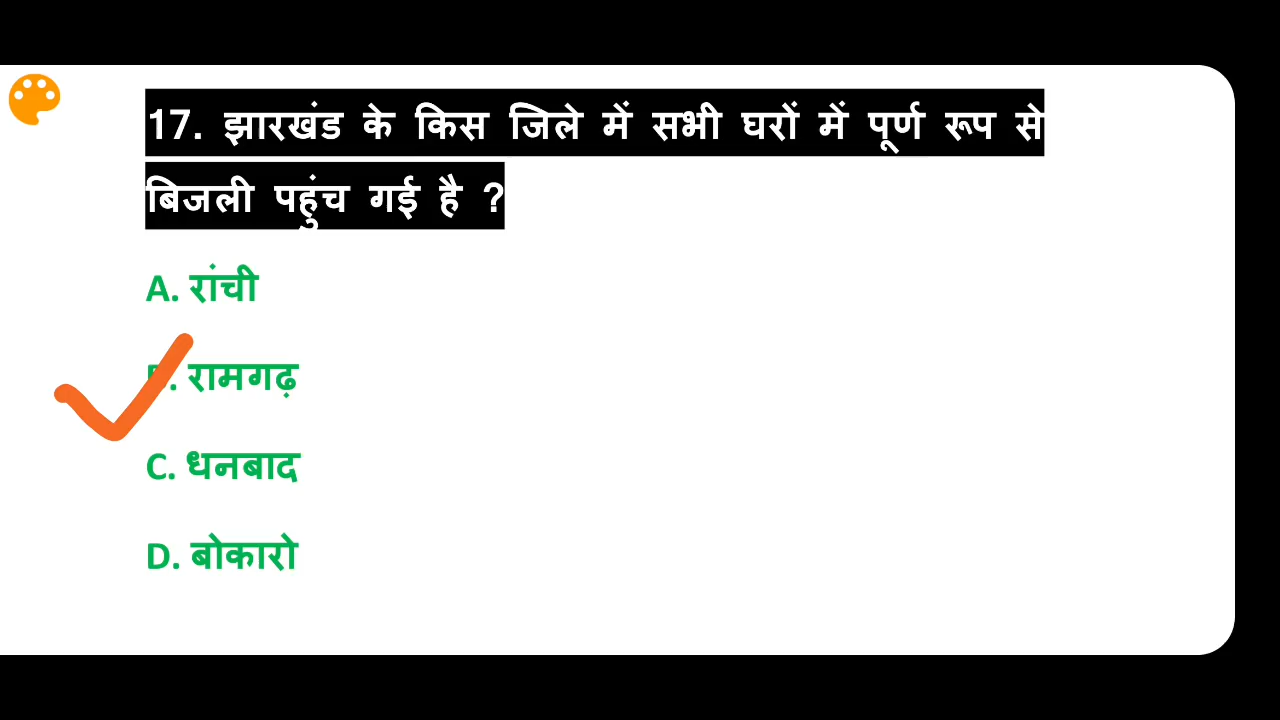 17. झारखंड के किस जिले में सभी घरों में पूर्ण रूप से
बिजली पहुंच गई है ?
A. रांची
B. रामगढ़
C. धनबाद
D. बोकारो